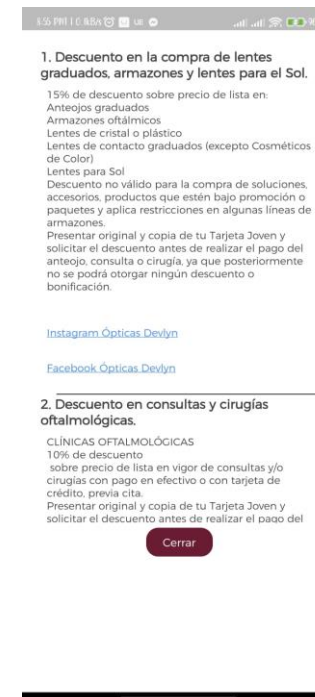 1. Descuento en la compra de lentes
graduados, armazones y lentes para el Sol.
15% de descuento sobre precio de lista en:
Anteojos graduados
Armazones oftálmicos
Lentes de cristal o plástico
Lentes de contacto graduados (excepto Cosméticos
de Color)
Lentes para Sol
Descuento no válido para la compra de soluciones,
accesorios, productos que estén bajo promoción o
paquetes y aplica restricciones en algunas líneas de
armazones.
Presentar original y copia de tu Tarjeta Joven y
solicitar el descuento antes de realizar el pago del
anteojo, consulta o cirugía, ya que posteriormente
no se podrá otorgar ningún descuento o
bonificación.
Instagram Ópticas Devlyn
Facebook Ópticas Devlyn
2. Descuento en consultas y cirugías
oftalmológicas.
CLÍNICAS OFTALMOLÓGICAS
10% de descuento
sobre precio de lista en vigor de consultas y/o
cirugías con pago en efectivo o con tarjeta de
crédito, previa cita.
Presentar original y copia de tu Tarjeta Joven y
solicitar el descuento antes de realizar el pago del
Cerrar